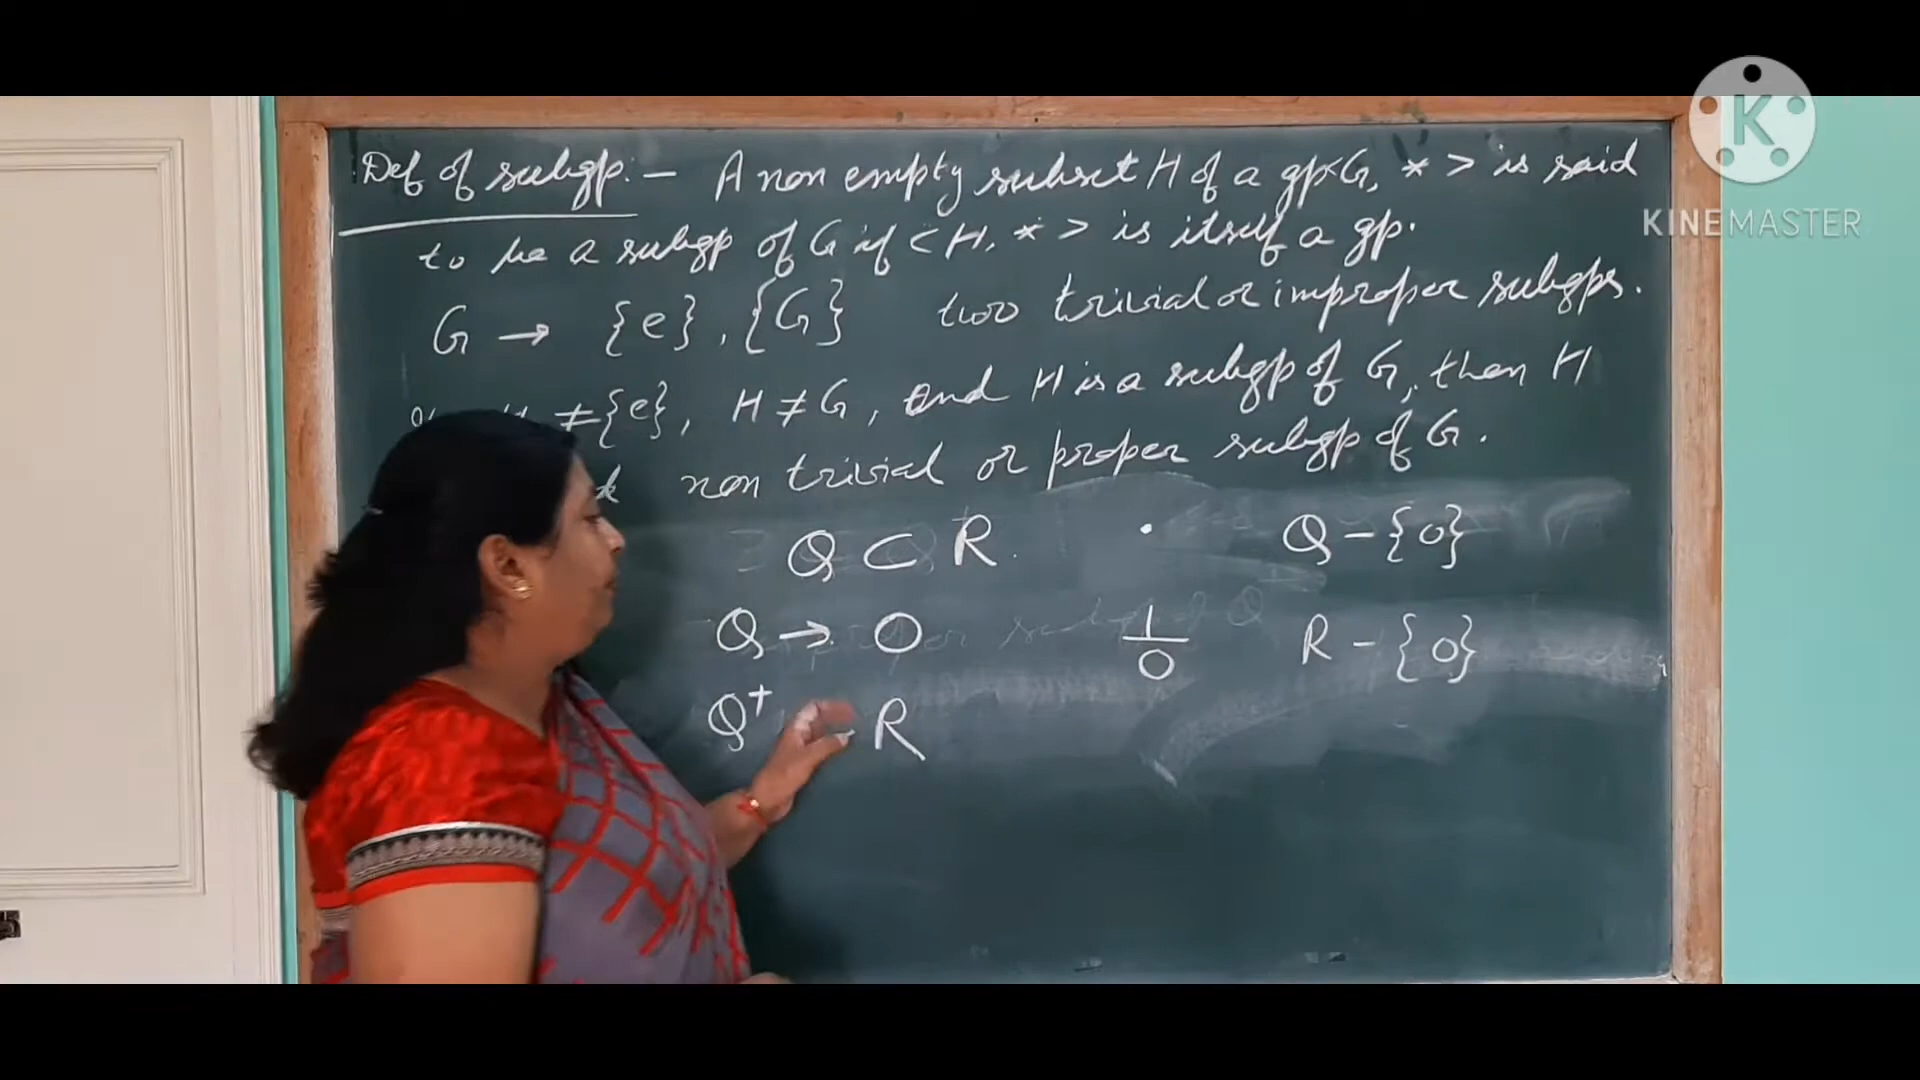 Def of subgp:- A non empty subset H of a gp<G, * > is said
to be a subgp of G if <H, * > is itself a gp.
G → {e}, {G} two trivial or improper subgps.
≠{e}, H≠G, and H is a subgp of G, then H
non trivial or proper subgp of G.
Q ⊂ R . Q-{0}
Q → 0 1/0 R-{0}
Q+ R
K
KINEMASTER